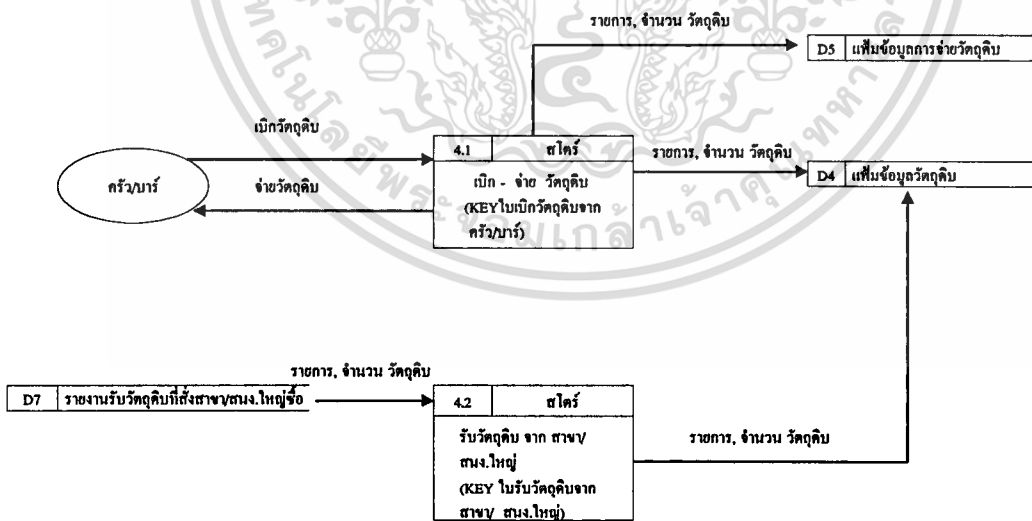 รายการ, จำนวน วัตถุดิบ
D5 แฟ้มข้อมูลการจ่ายวัตถุดิบ
เบิกวัตถุดิบ
4.1 สโตร์
รายการ, จำนวน วัตถุดิบ
D4 แฟ้มข้อมูลวัตถุดิบ
ครัว/บาร์
จ่ายวัตถุดิบ
เบิก - จ่าย วัตถุดิบ
(KEYใบเบิกวัตถุดิบจาก
ครัว/บาร์)
รายการ, จำนวน วัตถุดิบ
D7 รายงานรับวัตถุดิบที่สั่งสาขา/สนง.ใหญ่ซื้อ
4.2 สโตร์
รับวัตถุดิบ จาก สาขา/
สนง.ใหญ่
(KEY ใบรับวัตถุดิบจาก
สาขา/ สนง.ใหญ่)
รายการ, จำนวน วัตถุดิบ